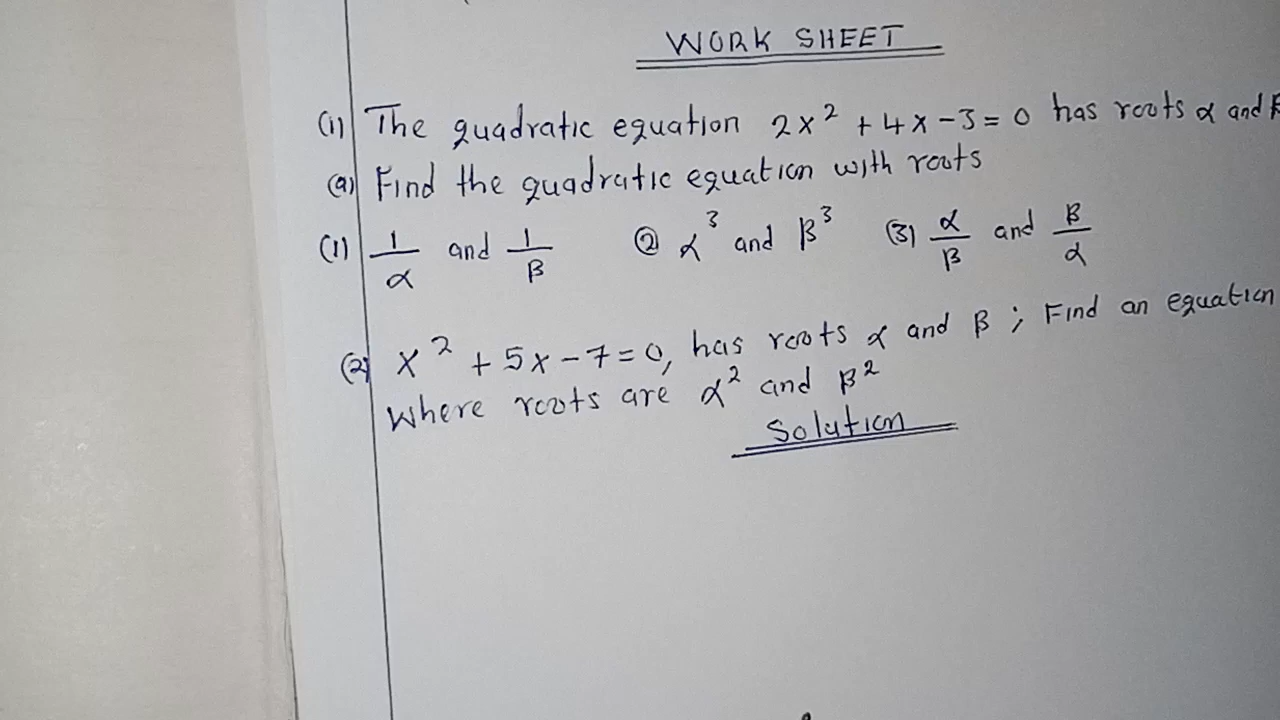 WORK SHEET
(1) The quadratic equation 2x² + 4x - 3 = 0 has roots α and β
(a) Find the quadratic equation with roots
(1) 1/α and 1/β (2) α³ and β³ (3) α/β and β/α
(2) x² + 5x - 7 = 0, has roots α and β ; Find an equation
Where roots are α² and β²
Solution